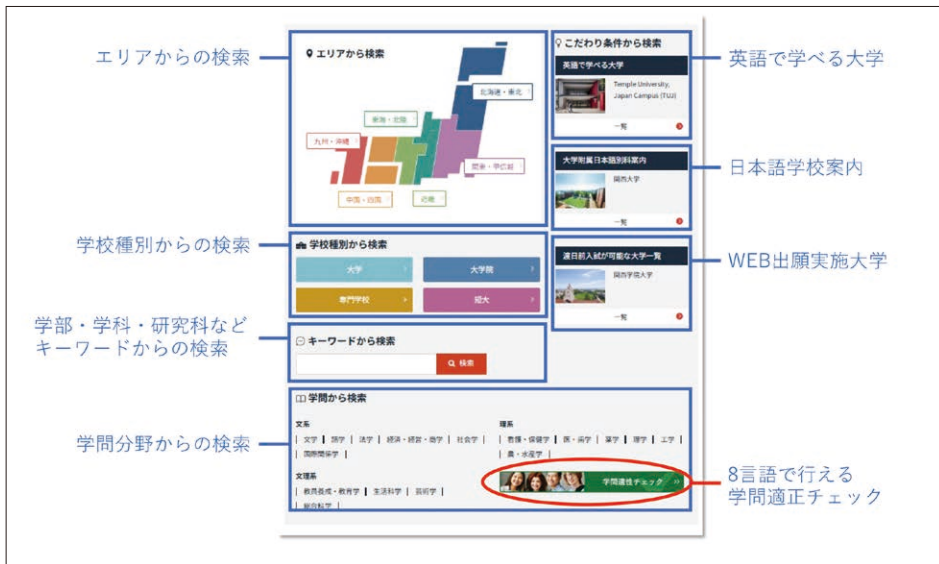 エリアからの検索
エリアから検索
北海道・東北
東海・北陸
九州・沖縄
関東・甲信越
中国・四国
近畿
こだわり条件から検索
英語で学べる大学
Temple University,
Japan Campus (TUJ)
一覧
英語で学べる大学
大学附属日本語別科案内
関西大学
一覧
日本語学校案内
学校種別からの検索
学校種別から検索
大学
大学院
専門学校
短大
渡日前入試が可能な大学一覧
関西学院大学
一覧
WEB出願実施大学
学部・学科・研究科など
キーワードからの検索
キーワードから検索
検索
学問分野からの検索
学問から検索
文系
| 文学 | 語学 | 法学 | 経済・経営・商学 | 社会学 |
| 国際関係学 |
理系
| 看護・保健学 | 医・歯学 | 薬学 | 理学 | 工学 |
| 農・水産学 |
文理系
| 教員養成・教育学 | 生活科学 | 芸術学 |
| 総合科学 |
学問適性チェック
8言語で行える
学問適正チェック